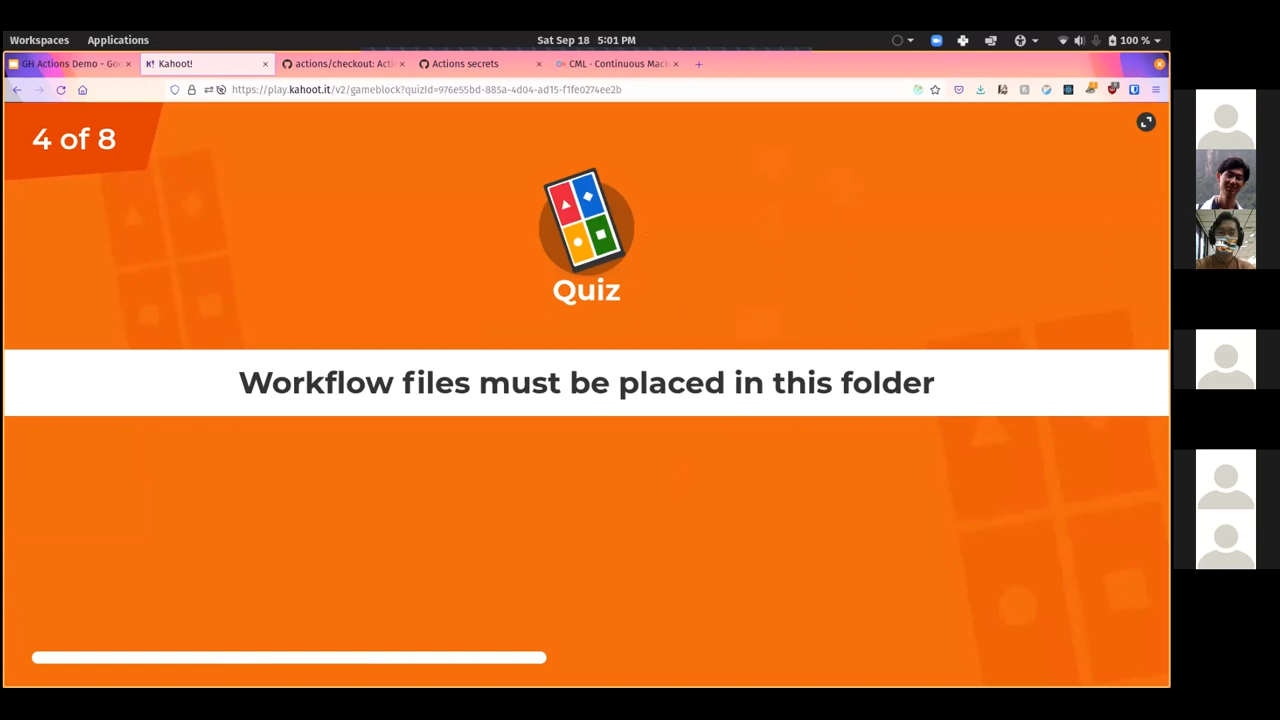 Workspaces Applications Sat Sep 18 5:01 PM 100 %
GH Actions Demo - Goo K! Kahoot! actions/checkout: Acti Actions secrets CML · Continuous Mach
https://play.kahoot.it/v2/gameblock?quizId=976e55bd-885a-4d04-ad15-f1fe0274ee2b
4 of 8
Quiz
Workflow files must be placed in this folder